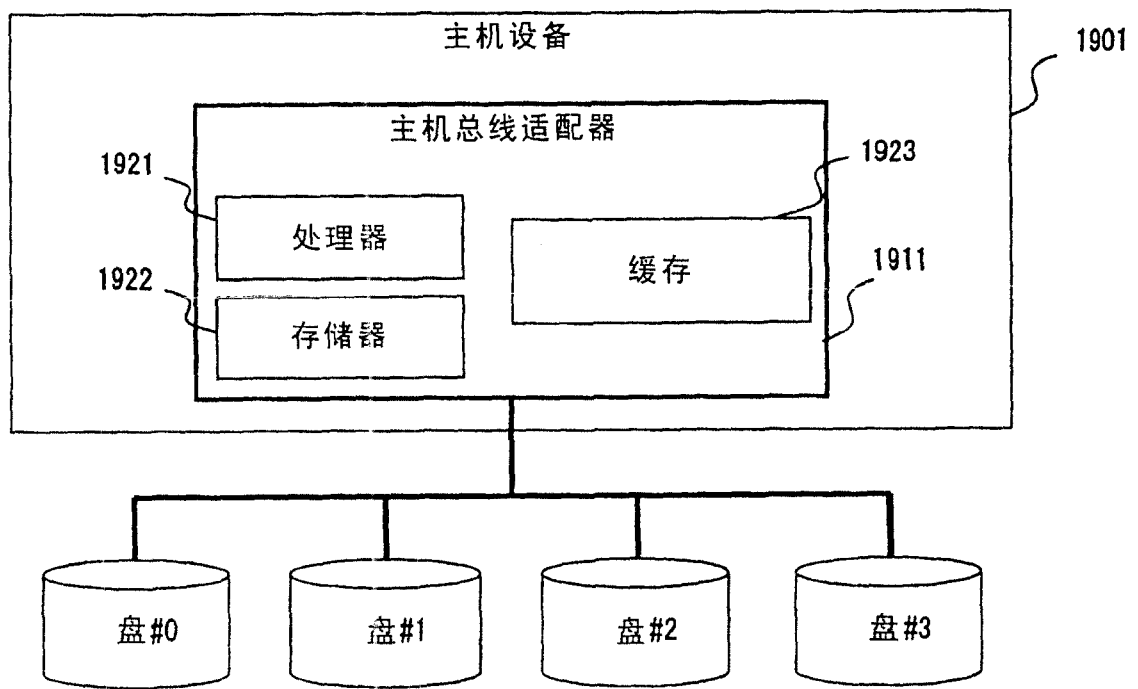 主机设备
1901
主机总线适配器
1921
1923
处理器
缓存
1922
1911
存储器
盘#0
盘#1
盘#2
盘#3